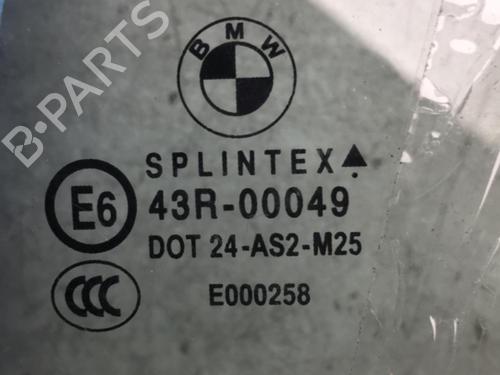 B-PARTS
BMW
SPLINTEX
E6 43R-00049
DOT 24-AS2-M25
CCC E000258